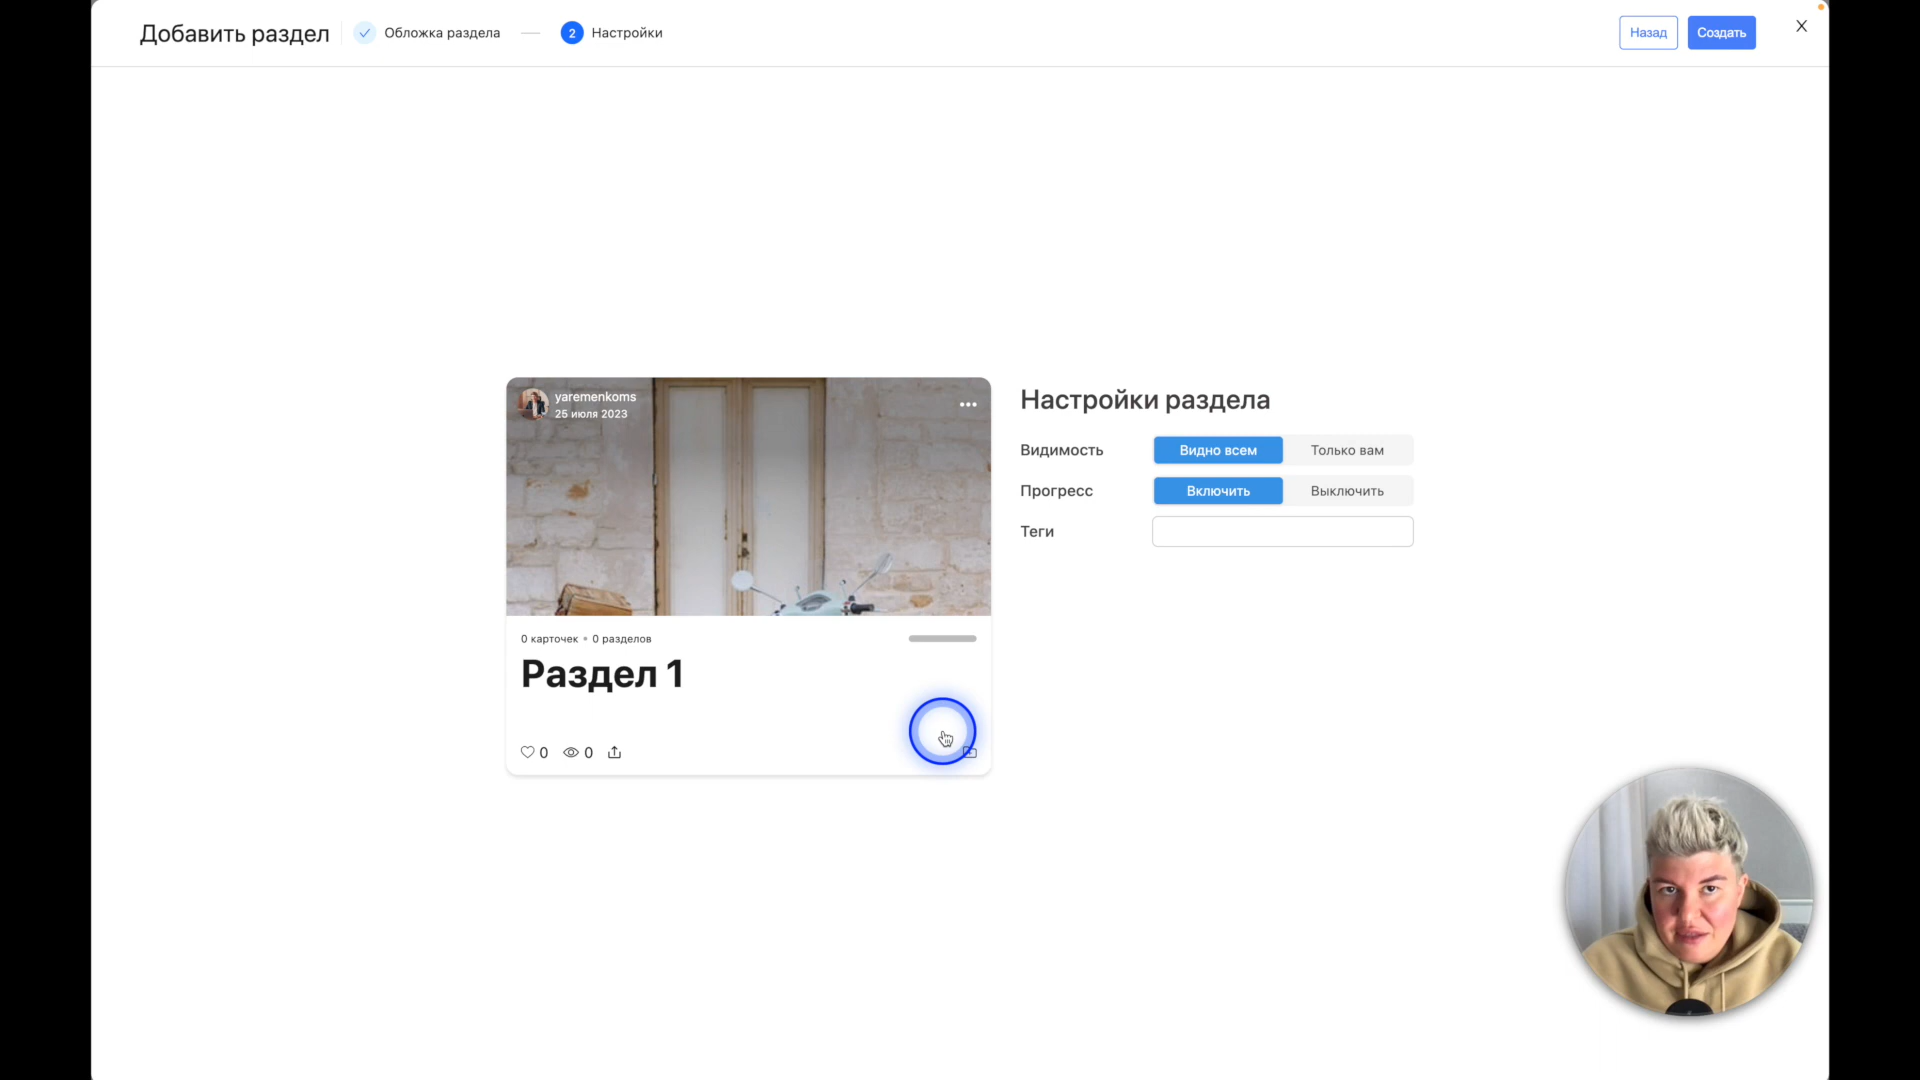 Добавить раздел
Обложка раздела
2
Настройки
Назад
Создать
yaremenkoms
25 июля 2023
0 карточек • 0 разделов
Раздел 1
0
0
Настройки раздела
Видимость
Видно всем
Только вам
Прогресс
Включить
Выключить
Теги